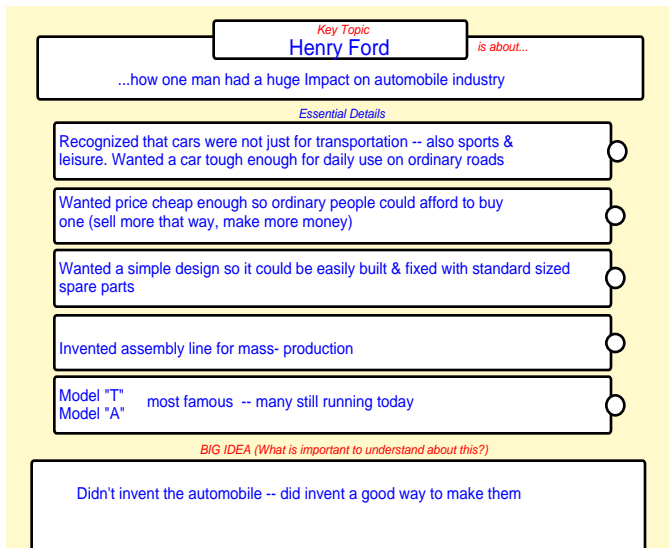 Key Topic
Henry Ford
is about...
...how one man had a huge Impact on automobile industry
Essential Details
Recognized that cars were not just for transportation -- also sports &
leisure. Wanted a car tough enough for daily use on ordinary roads
Wanted price cheap enough so ordinary people could afford to buy
one (sell more that way, make more money)
Wanted a simple design so it could be easily built & fixed with standard sized
spare parts
Invented assembly line for mass- production
Model "T"
Model "A"
most famous -- many still running today
BIG IDEA (What is important to understand about this?)
Didn't invent the automobile -- did invent a good way to make them